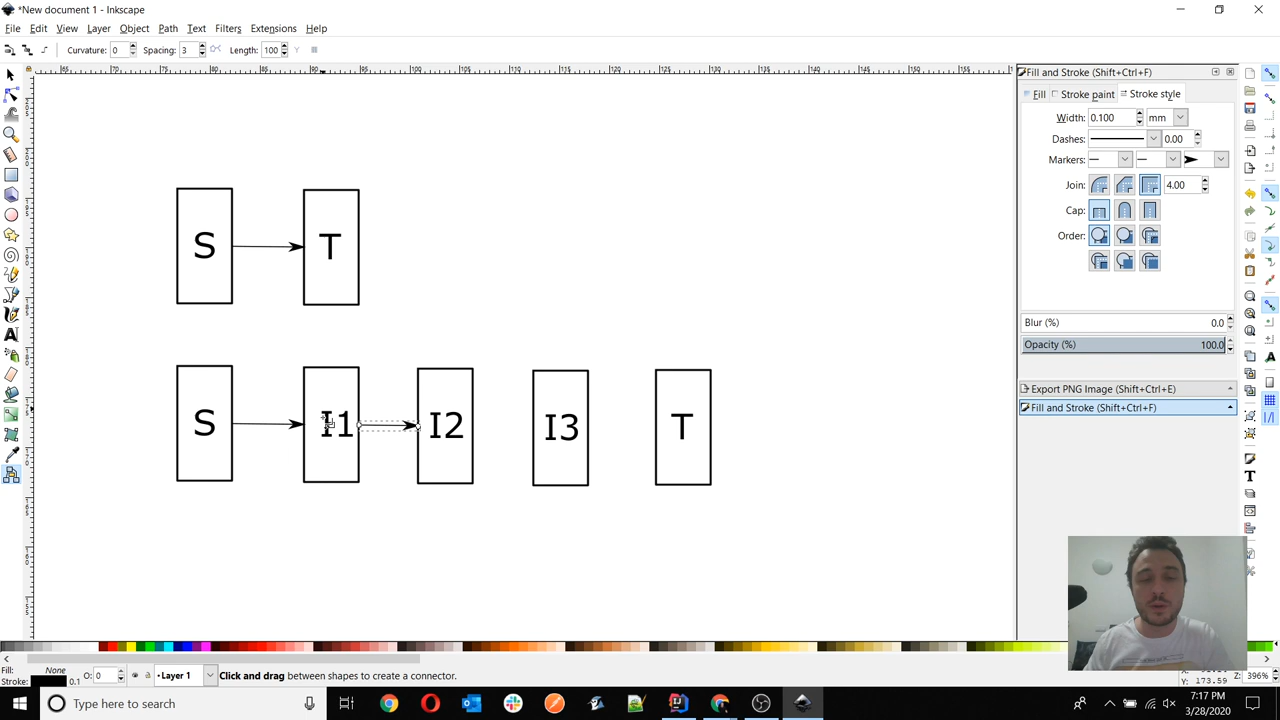 *New document 1 - Inkscape
File Edit View Layer Object Path Text Filters Extensions Help
Curvature: 0 Spacing: 3 Length: 100
Fill and Stroke (Shift+Ctrl+F)
Fill Stroke paint Stroke style
Width: 0.100 mm
Dashes: 0.00
Markers:
Join: 4.00
Cap:
Order:
S T
Blur (%) 0.0
Opacity (%) 100.0
Export PNG Image (Shift+Ctrl+E)
Fill and Stroke (Shift+Ctrl+F)
S I1 I2 I3 T
Fill: None
Stroke: 0.1
O: 0
Layer 1
Click and drag between shapes to create a connector.
Y: 173.59
Z: 396%
Type here to search
7:17 PM
3/28/2020